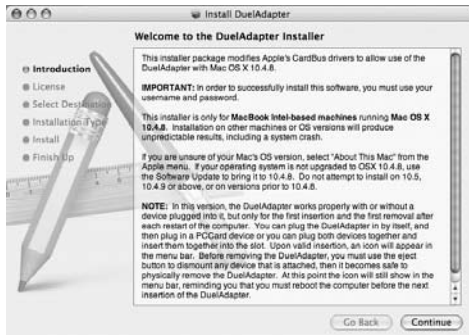 Install DuelAdapter
Welcome to the DuelAdapter Installer
Introduction
License
Select Destination
Installation Type
Install
Finish Up
This installer package modifies Apple's CardBus drivers to allow use of the
DuelAdapter with Mac OS X 10.4.8.
IMPORTANT: In order to successfully install this software, you must use your
username and password.
This installer is only for MacBook Intel-based machines running Mac OS X
10.4.8. Installation on other machines or OS versions will produce
unpredictable results, including a system crash.
If you are unsure of your Mac's OS version, select "About This Mac" from the
Apple menu. If your operating system is not upgraded to OSX 10.4.8, use
the Software Update to bring it to 10.4.8. Do not attempt to install on 10.5,
10.4.9 or above, or on versions prior to 10.4.8.
NOTE: In this version, the DuelAdapter works properly with or without a
device plugged into it, but only for the first insertion and the first removal after
each restart of the computer. You can plug the DuelAdapter in by itself, and
then plug in a PCCard device or you can plug both devices together and
insert them together into the slot. Upon valid insertion, an icon will appear in
the menu bar. Before removing the DuelAdapter, you must use the eject
button to dismount any device that is attached, then it becomes safe to
physically remove the DuelAdapter. At this point the icon will still show in the
menu bar, reminding you that you must reboot the computer before the next
insertion of the DuelAdapter.
Go Back
Continue